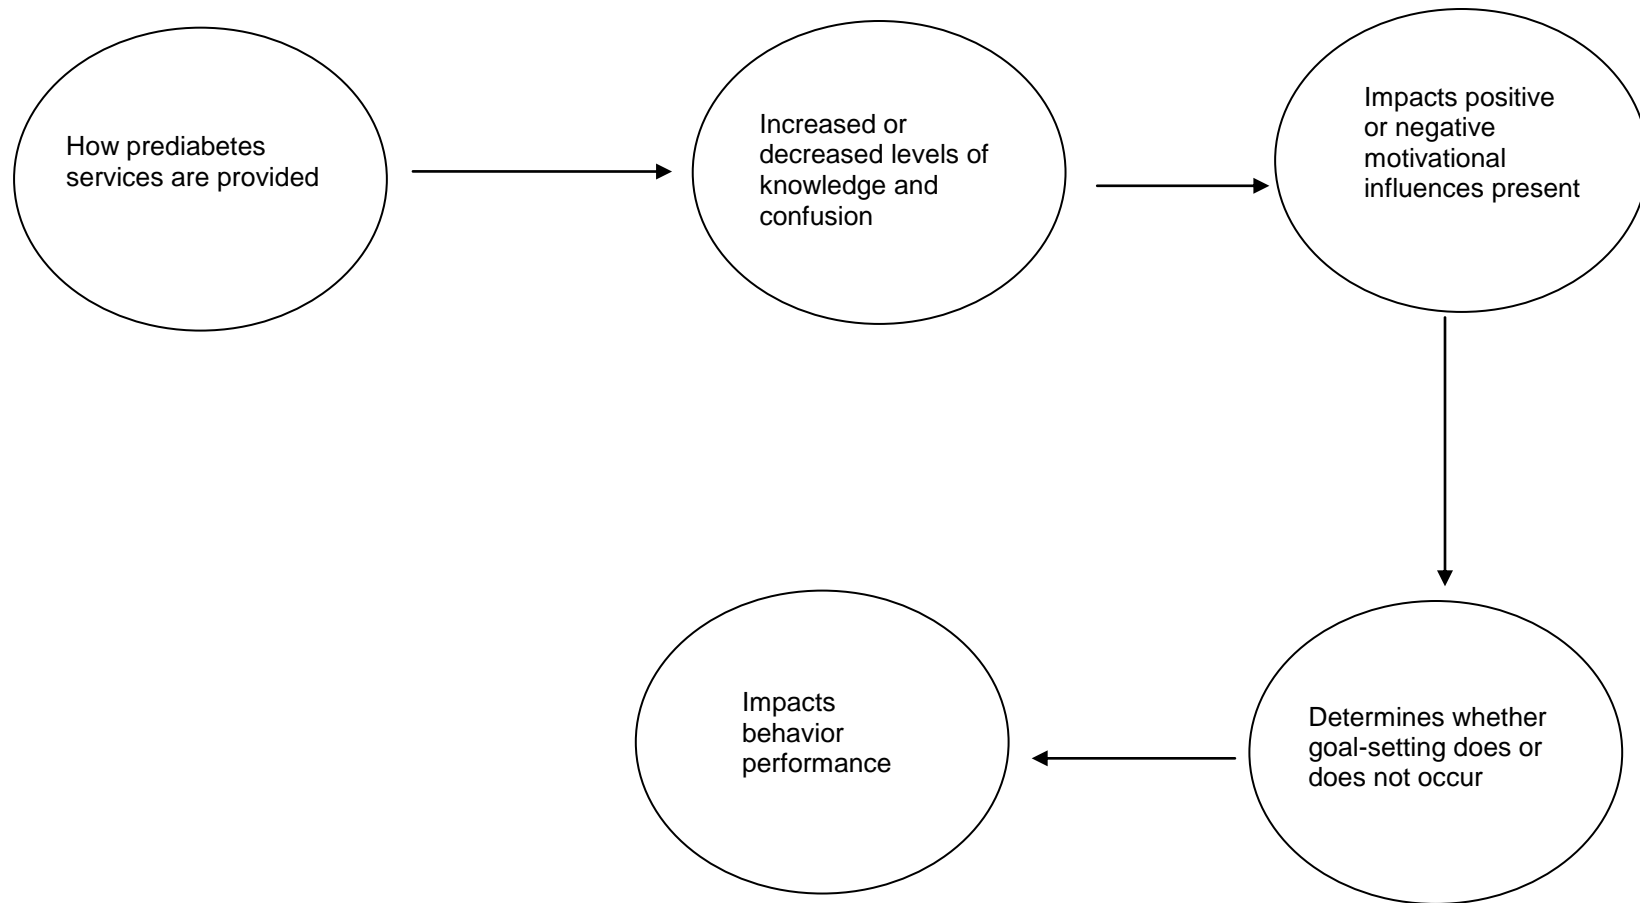 How prediabetes
services are provided
Increased or
decreased levels of
knowledge and
confusion
Impacts positive
or negative
motivational
influences present
Determines whether
goal-setting does or
does not occur
Impacts
behavior
performance